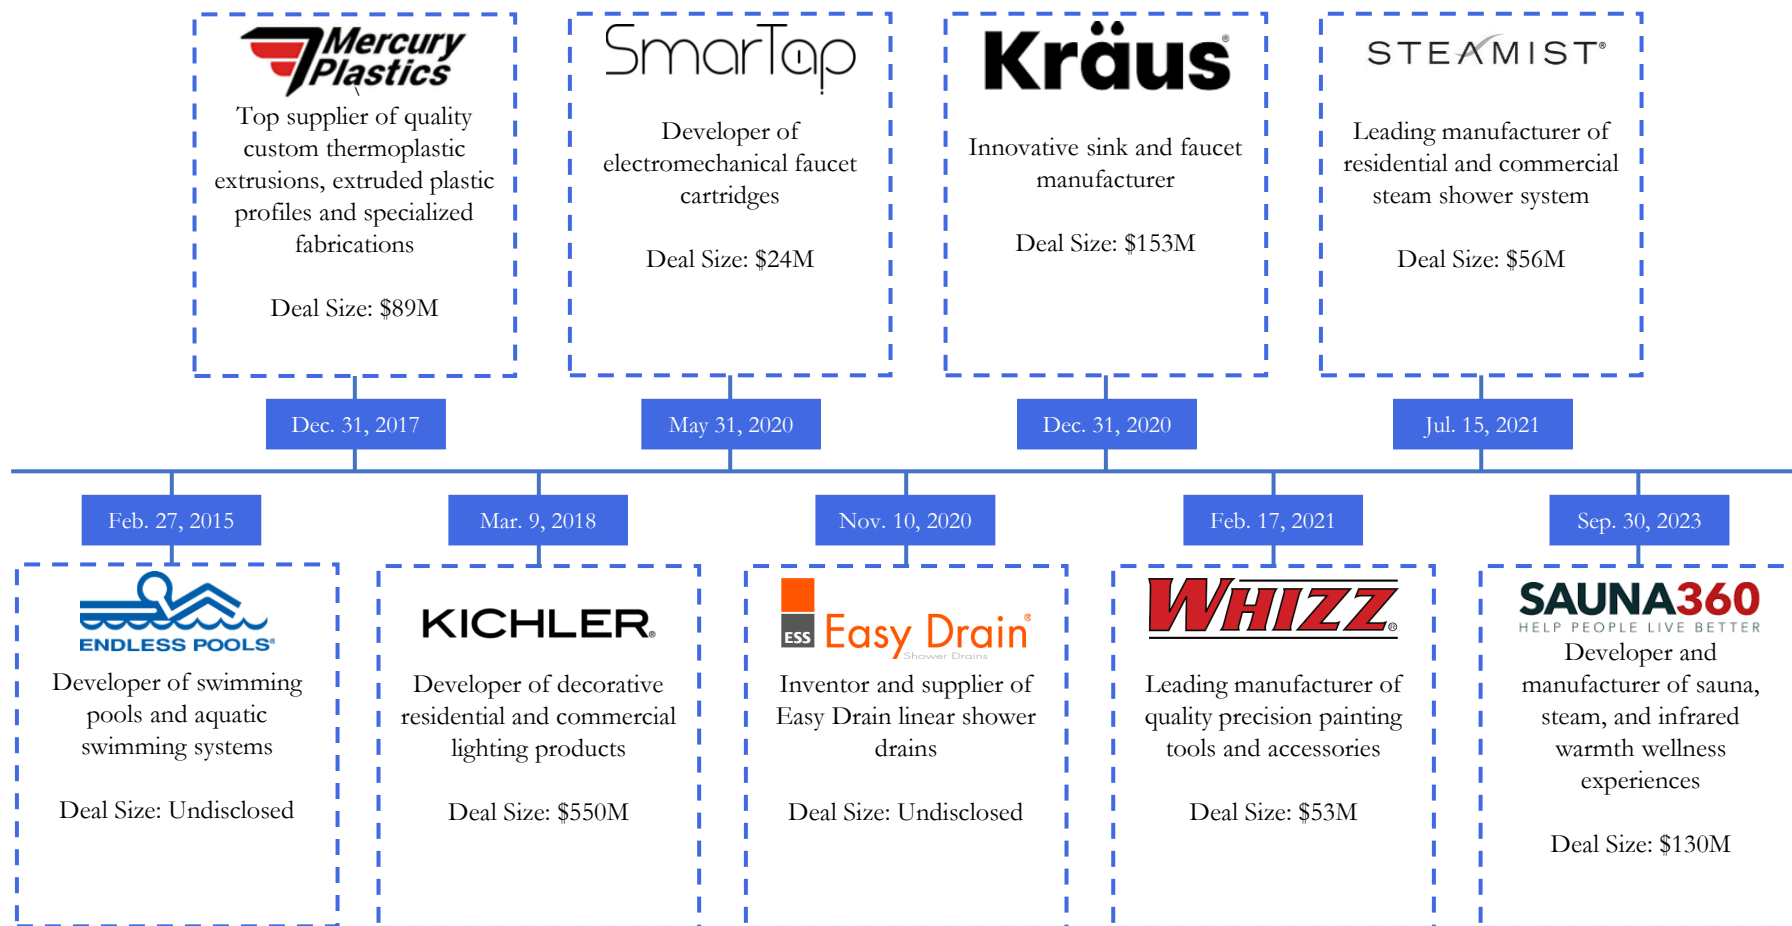 Mercury
Plastics
\
Top supplier of quality
custom thermoplastic
extrusions, extruded plastic
profiles and specialized
fabrications
Deal Size: $89M
Dec. 31, 2017
SmarTap
Developer of
electromechanical faucet
cartridges
Deal Size: $24M
May 31, 2020
Kräus®
Innovative sink and faucet
manufacturer
Deal Size: $153M
Dec. 31, 2020
STEAMIST®
Leading manufacturer of
residential and commercial
steam shower system
Deal Size: $56M
Jul. 15, 2021
Feb. 27, 2015
ENDLESS POOLS®
Developer of swimming
pools and aquatic
swimming systems
Deal Size: Undisclosed
Mar. 9, 2018
KICHLER®
Developer of decorative
residential and commercial
lighting products
Deal Size: $550M
Nov. 10, 2020
ESS Easy Drain®
Shower Drains
Inventor and supplier of
Easy Drain linear shower
drains
Deal Size: Undisclosed
Feb. 17, 2021
WHIZZ®
Leading manufacturer of
quality precision painting
tools and accessories
Deal Size: $53M
Sep. 30, 2023
SAUNA360
HELP PEOPLE LIVE BETTER
Developer and
manufacturer of sauna,
steam, and infrared
warmth wellness
experiences
Deal Size: $130M